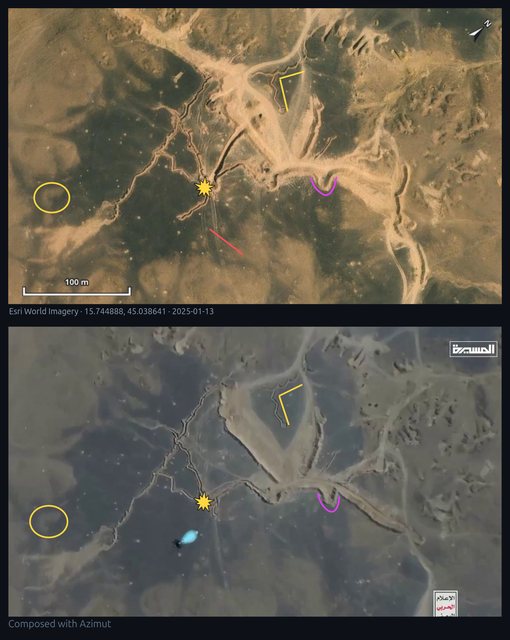 N
100 m
Esri World Imagery · 15.744888, 45.038641 · 2025-01-13
المسيرة
الإعلام
الحربي
Composed with Azimut